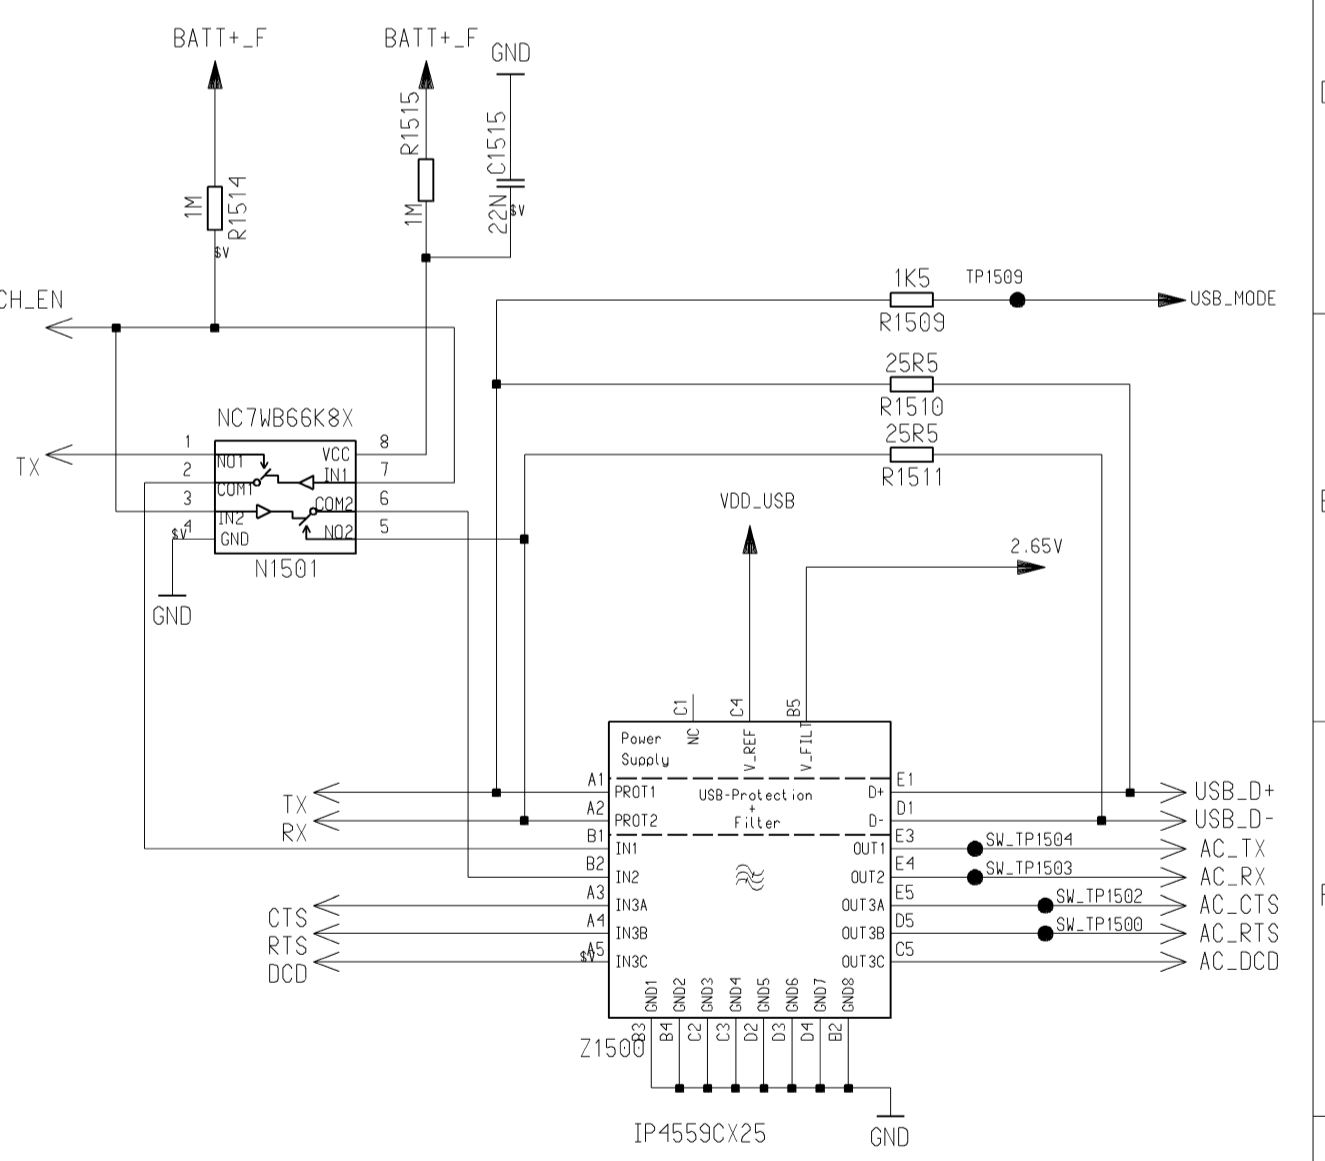 BATT+_F
BATT+_F
GND
R1515
C1515
1M
R1514
1M
22N
$V
$V
CH_EN
1K5
TP1509
USB_MODE
R1509
25R5
R1510
25R5
R1511
NC7WB66K8X
TX
1
NO1
VCC
8
2
COM1
IN1
7
3
IN2
COM2
6
$V
4
GND
NO2
5
N1501
GND
VDD_USB
2.65V
C1
C4
B5
NC
V_REF
V_FILT
Power
Supply
A1
PROT1
USB-Protection
+
Filter
D+
E1
TX
USB_D+
A2
PROT2
D-
D1
RX
USB_D-
B1
IN1
OUT1
E3
SW_TP1504
AC_TX
B2
IN2
OUT2
E4
SW_TP1503
AC_RX
A3
IN3A
OUT3A
E5
SW_TP1502
CTS
AC_CTS
A4
IN3B
OUT3B
D5
SW_TP1500
RTS
AC_RTS
$V
A5
IN3C
OUT3C
C5
DCD
AC_DCD
GND1
GND2
GND3
GND4
GND5
GND6
GND7
GND8
B3
B4
C2
C3
D2
D3
D4
B2
Z1500
IP4559CX25
GND